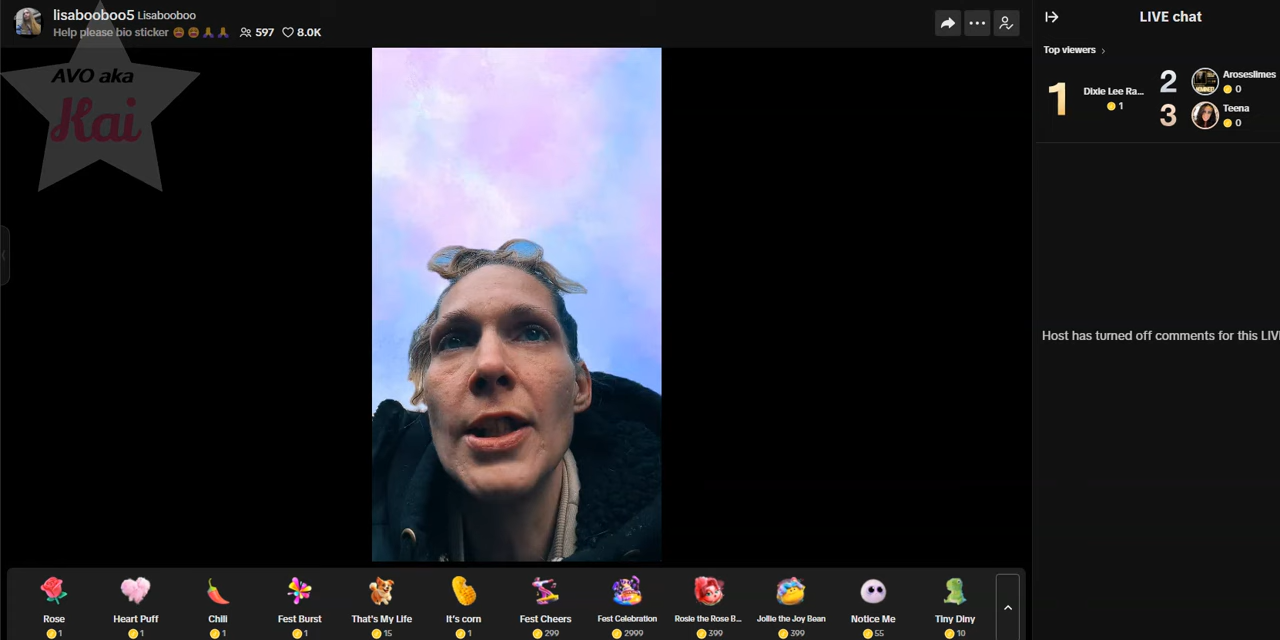 lisabooboo5 Lisabooboo
Help please bio sticker 597 8.0K
AVO aka
Kai
LIVE chat
Top viewers
1 Dixie Lee Ra... 1
2 Aroseslimes 0
3 Teena 0
Host has turned off comments for this LIV
Rose Heart Puff Chili Fest Burst That's My Life It's corn Fest Cheers Fest Celebration Rosie the Rose B... Jollie the Joy Bean Notice Me Tiny Diny
1 1 1 1 15 1 299 2999 399 399 55 10